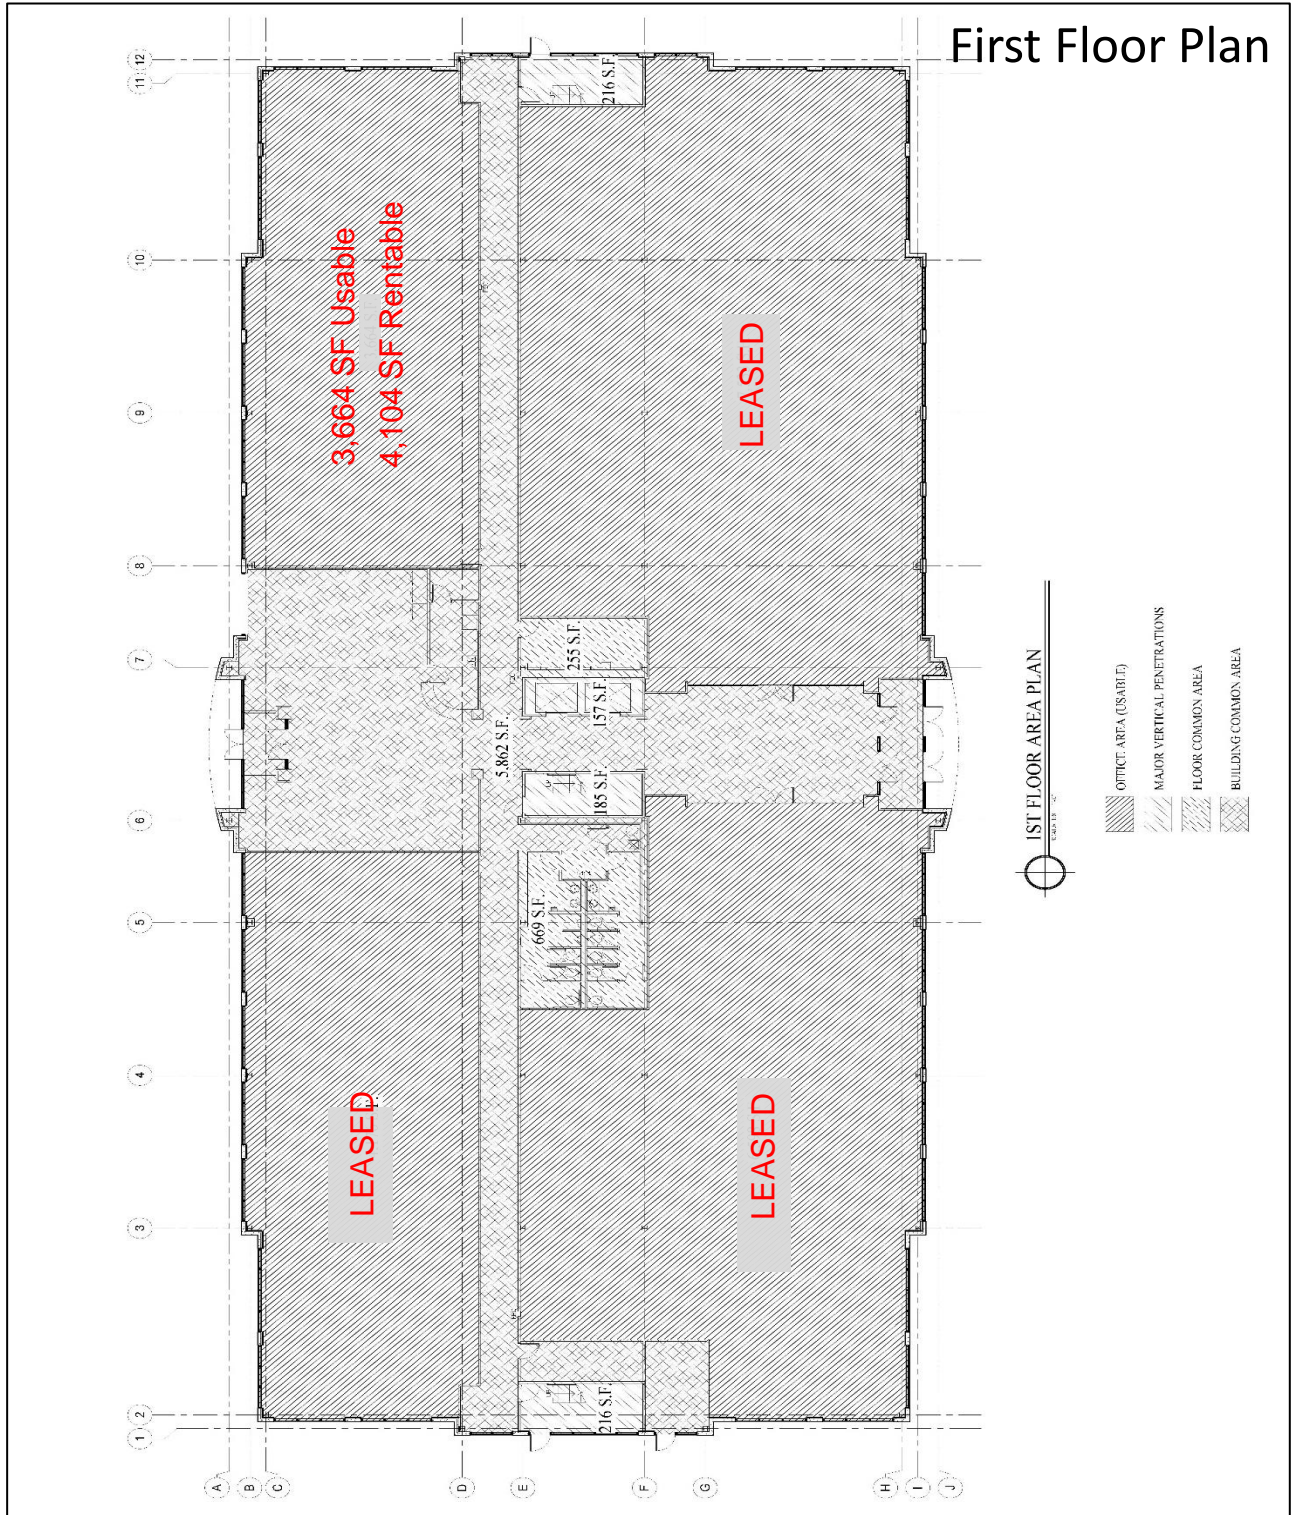 First Floor Plan
12
11
10
9
8
7
6
5
4
3
2
1
A
B
C
D
E
F
G
H
I
J
216 S.F.
3,664 SF Usable
4,104 SF Rentable
LEASED
255 S.F.
157 S.F.
5,862 S.F.
185 S.F.
669 S.F.
LEASED
LEASED
216 S.F.
1ST FLOOR AREA PLAN
OFFICE AREA (USABLE)
MAJOR VERTICAL PENETRATIONS
FLOOR COMMON AREA
BUILDING COMMON AREA